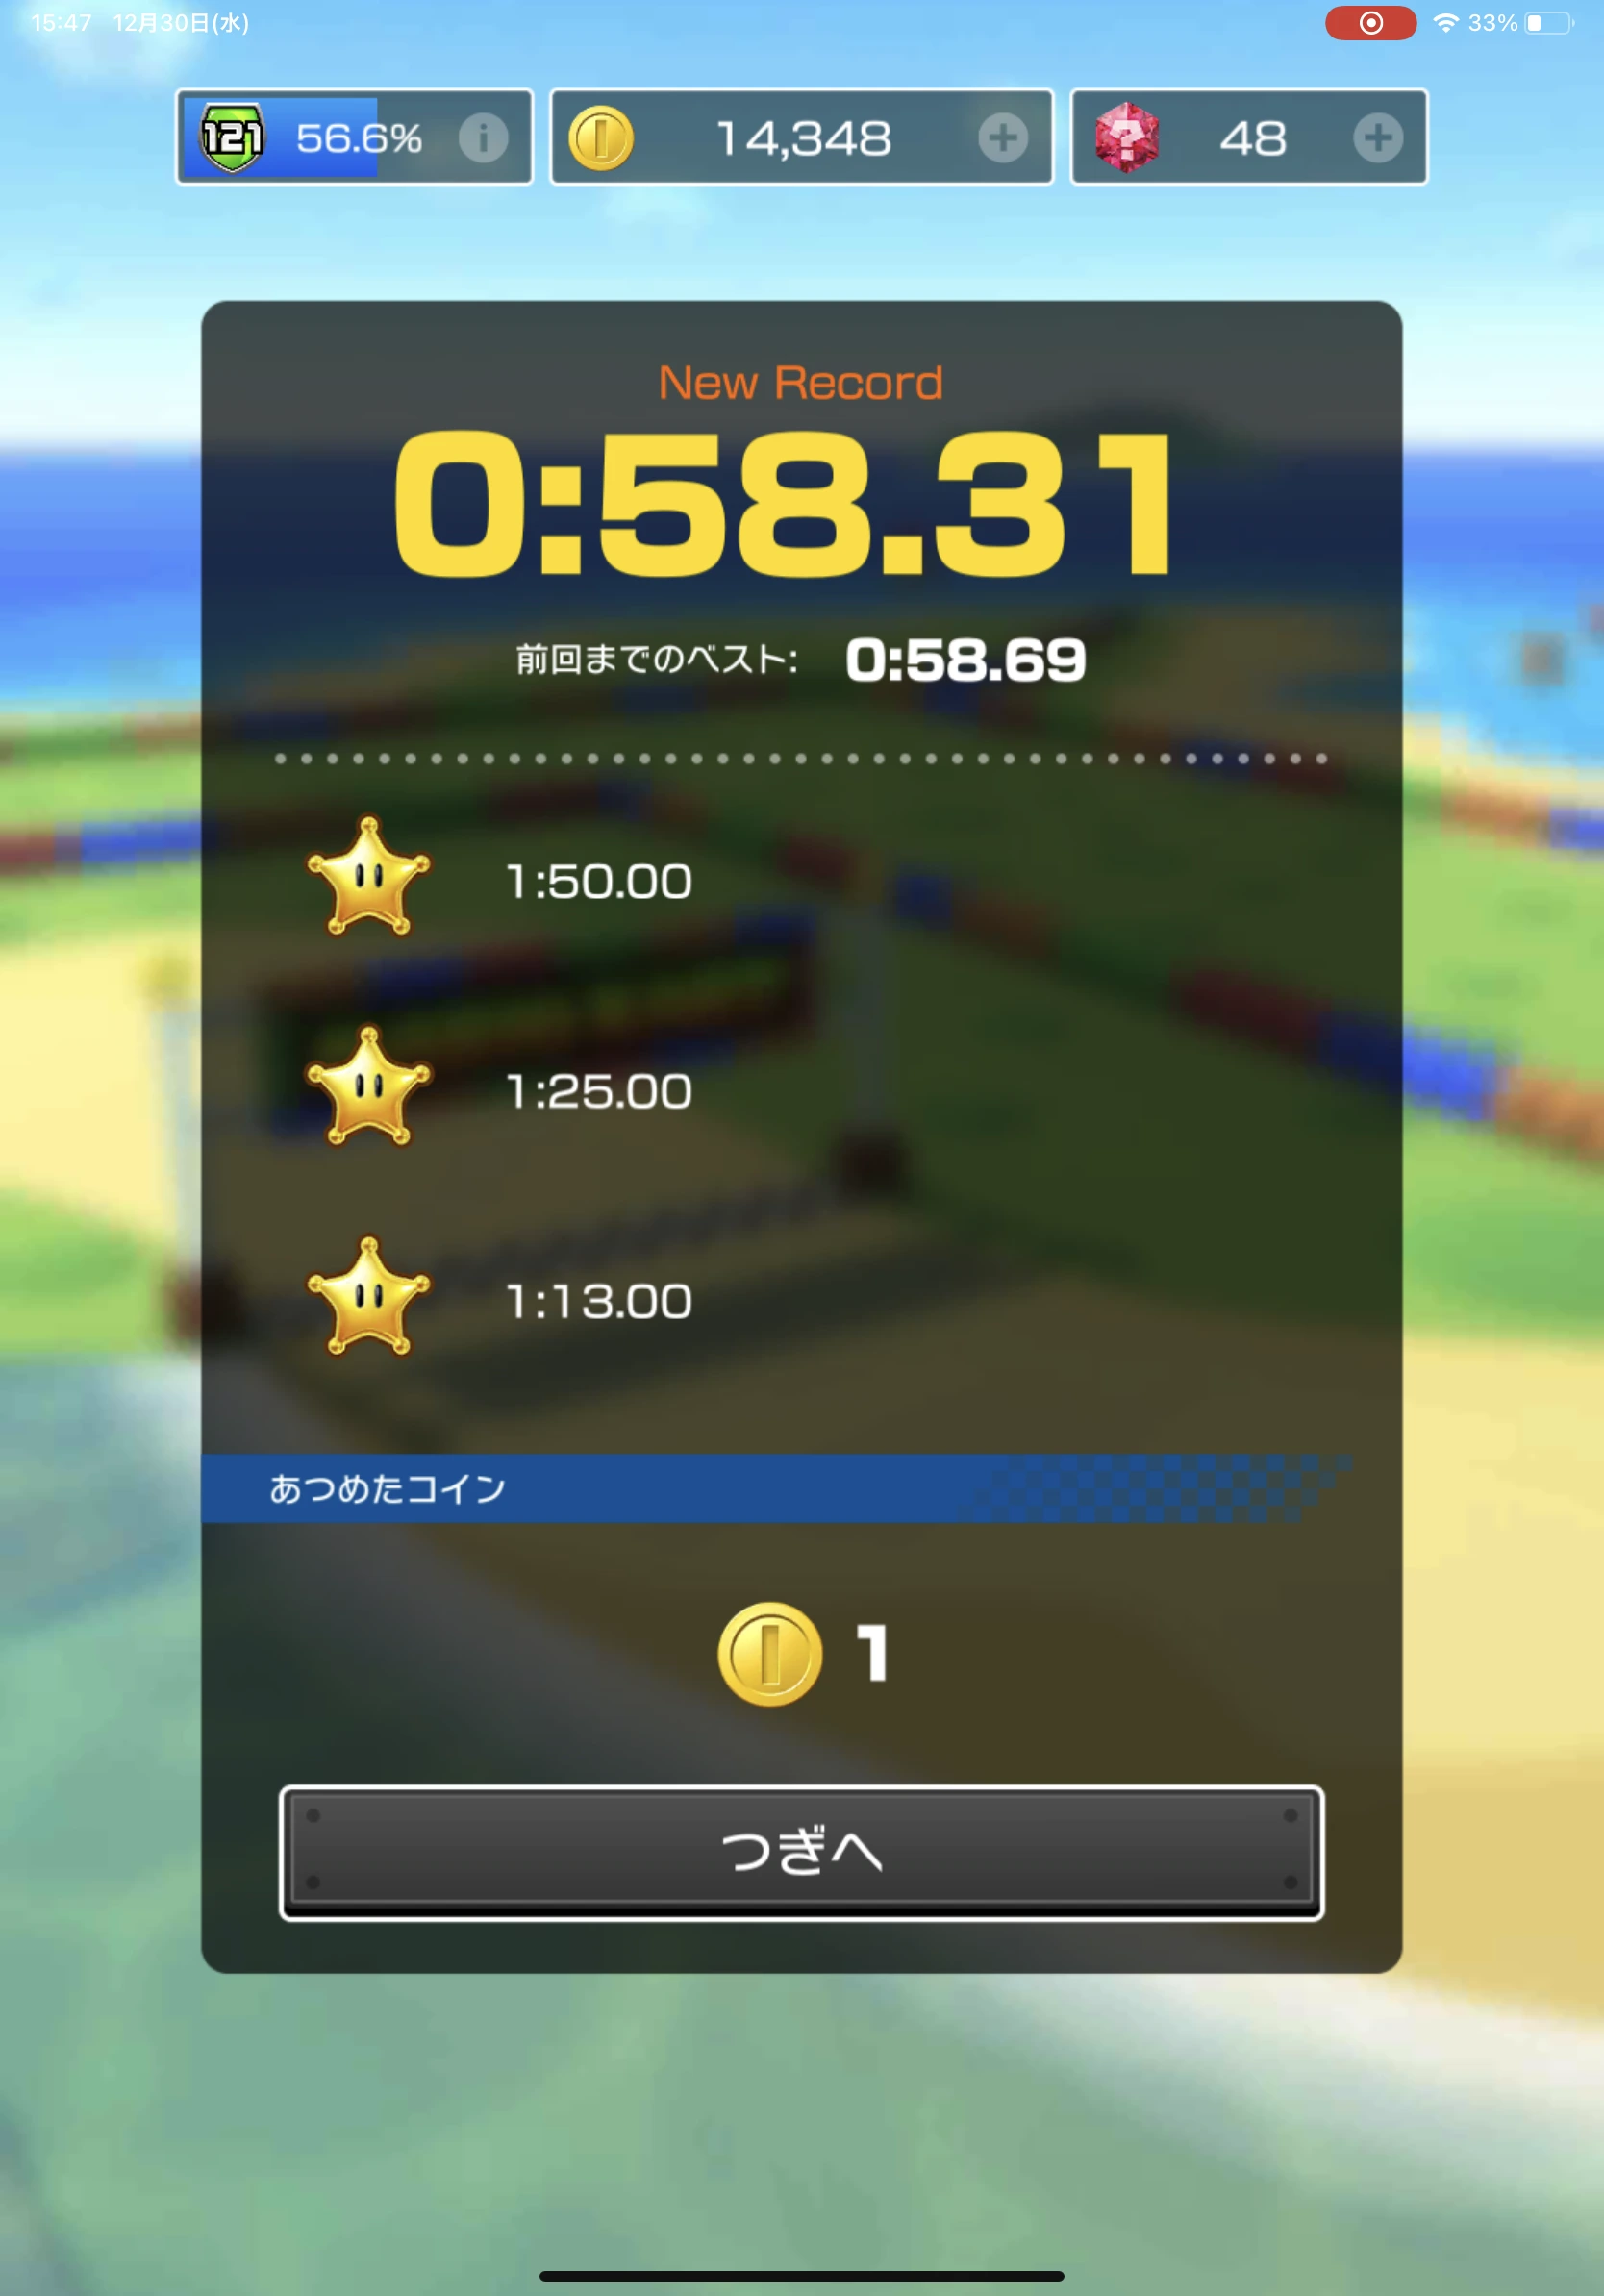 15:47 12月30日(水) 33%
121 56.6% i 14,348 + ? 48 +
New Record
0:58.31
前回までのベスト: 0:58.69
1:50.00
1:25.00
1:13.00
あつめたコイン
1
つぎへ